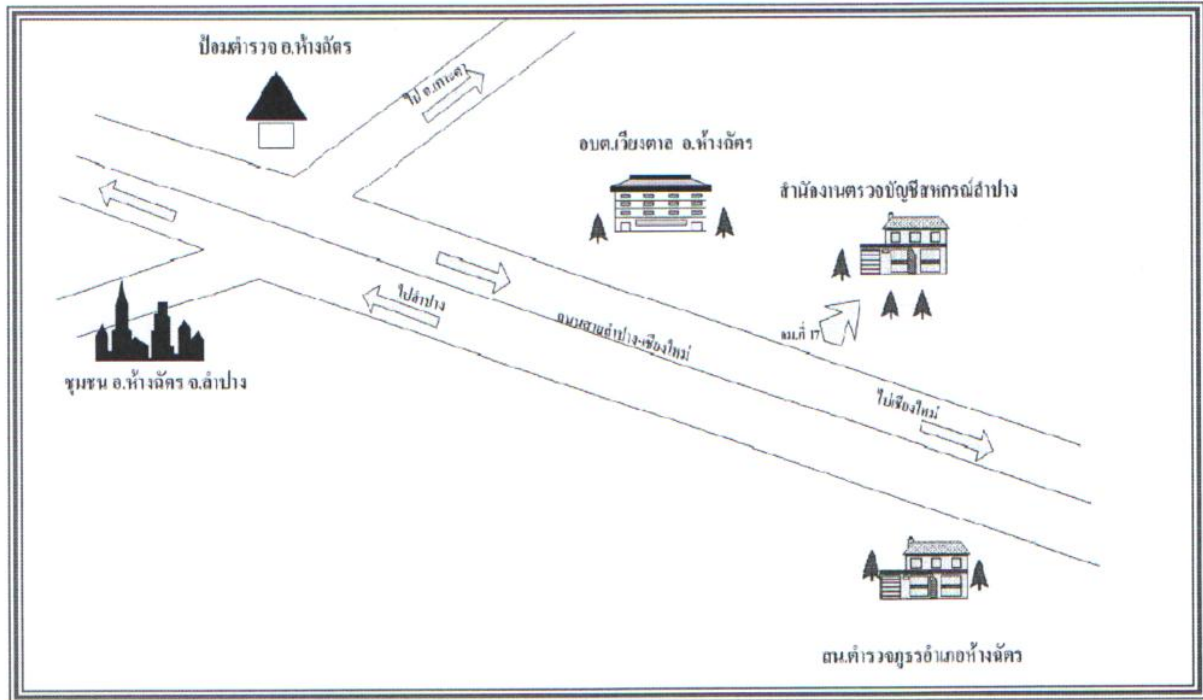 ป้อมตำรวจ อ.ห้างฉัตร
ไป อ.เกาะคา
อบต.เวียงตาล อ.ห้างฉัตร
สำนักงานตรวจบัญชีสหกรณ์ลำปาง
ไปลำปาง
ถนนสายลำปาง-เชียงใหม่
กม.ที่ 17
ชุมชน อ.ห้างฉัตร จ.ลำปาง
ไปเชียงใหม่
สน.ตำรวจภูธรอำเภอห้างฉัตร